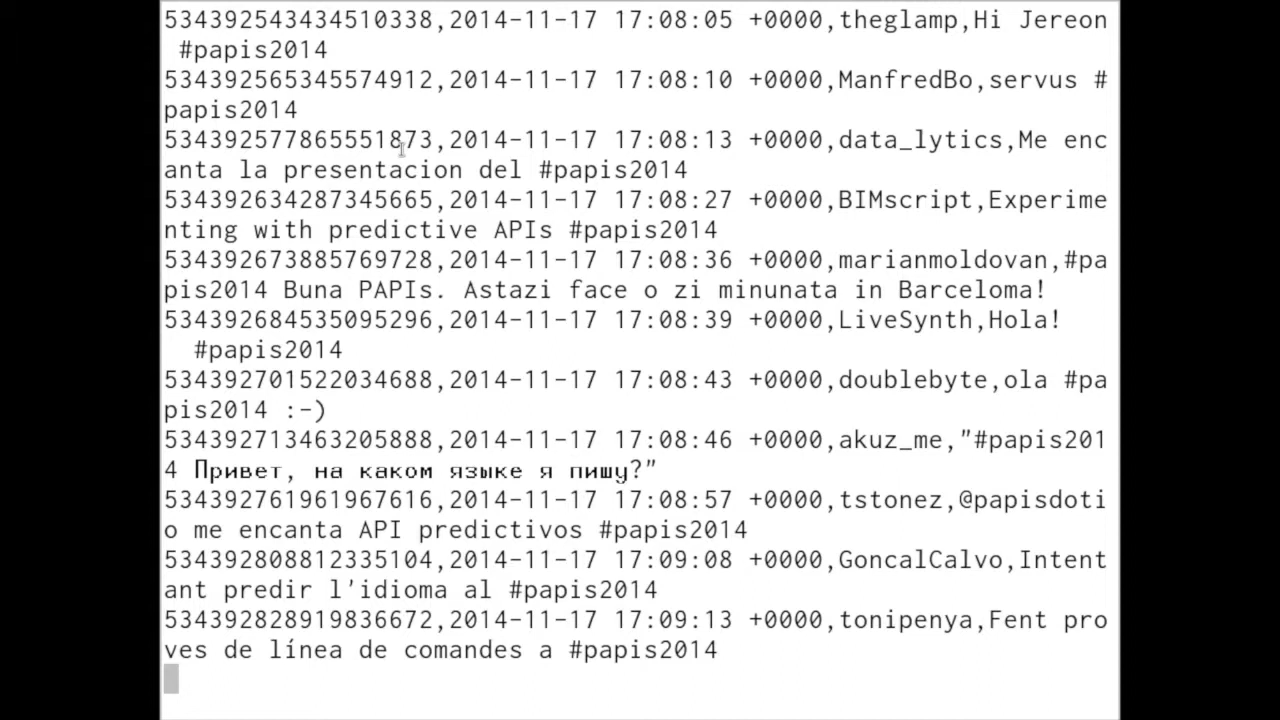 534392543434510338,2014-11-17 17:08:05 +0000,theglamp,Hi Jereon
 #papis2014
534392565345574912,2014-11-17 17:08:10 +0000,ManfredBo,servus #
papis2014
534392577865551873,2014-11-17 17:08:13 +0000,data_lytics,Me enc
anta la presentacion del #papis2014
534392634287345665,2014-11-17 17:08:27 +0000,BIMscript,Experime
nting with predictive APIs #papis2014
534392673885769728,2014-11-17 17:08:36 +0000,marianmoldovan,#pa
pis2014 Buna PAPIs. Astazi face o zi minunata in Barceloma!
534392684535095296,2014-11-17 17:08:39 +0000,LiveSynth,Hola!
  #papis2014
534392701522034688,2014-11-17 17:08:43 +0000,doublebyte,ola #pa
pis2014 :-)
534392713463205888,2014-11-17 17:08:46 +0000,akuz_me,"#papis201
4 Привет, на каком языке я пишу?"
534392761961967616,2014-11-17 17:08:57 +0000,tstonez,@papisdoti
o me encanta API predictivos #papis2014
534392808812335104,2014-11-17 17:09:08 +0000,GoncalCalvo,Intent
ant predir l'idioma al #papis2014
534392828919836672,2014-11-17 17:09:13 +0000,tonipenya,Fent pro
ves de línea de comandes a #papis2014